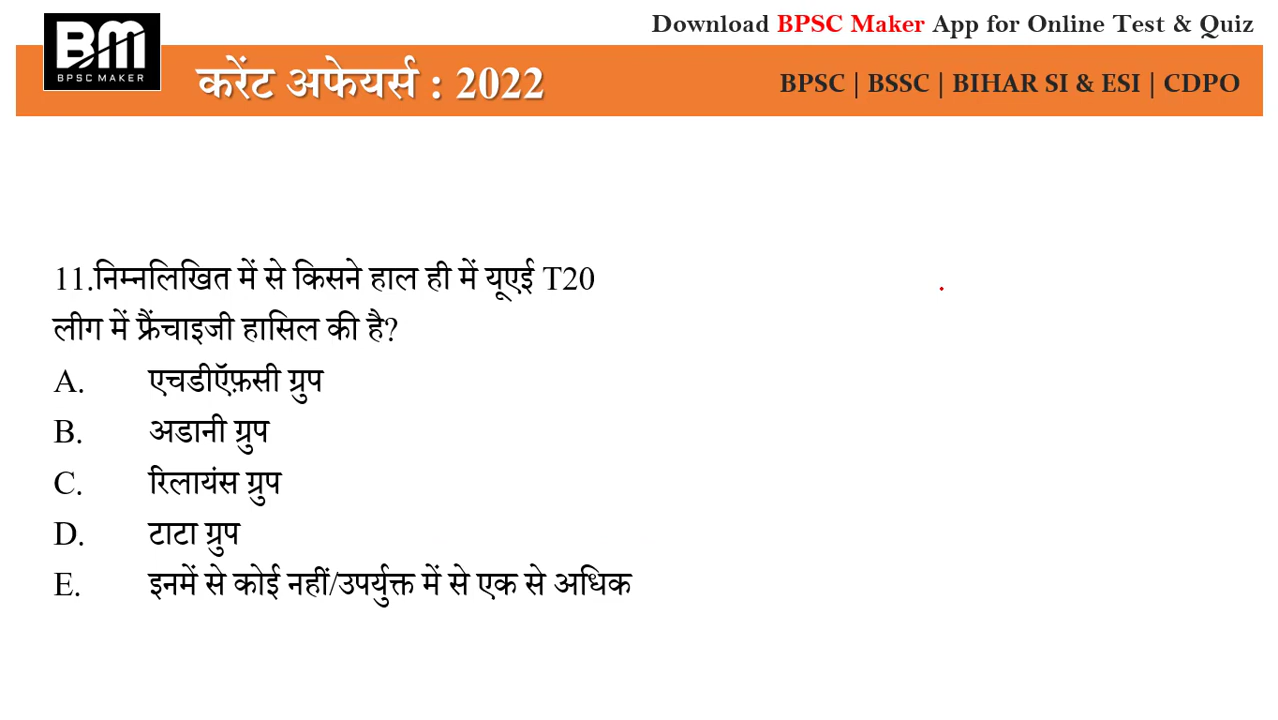 Download BPSC Maker App for Online Test & Quiz
BM
BPSC MAKER
करेंट अफेयर्स : 2022
BPSC | BSSC | BIHAR SI & ESI | CDPO
11.निम्नलिखित में से किसने हाल ही में यूएई T20
लीग में फ्रैंचाइजी हासिल की है?
A. एचडीऍफ़सी ग्रुप
B. अडानी ग्रुप
C. रिलायंस ग्रुप
D. टाटा ग्रुप
E. इनमें से कोई नहीं/उपर्युक्त में से एक से अधिक